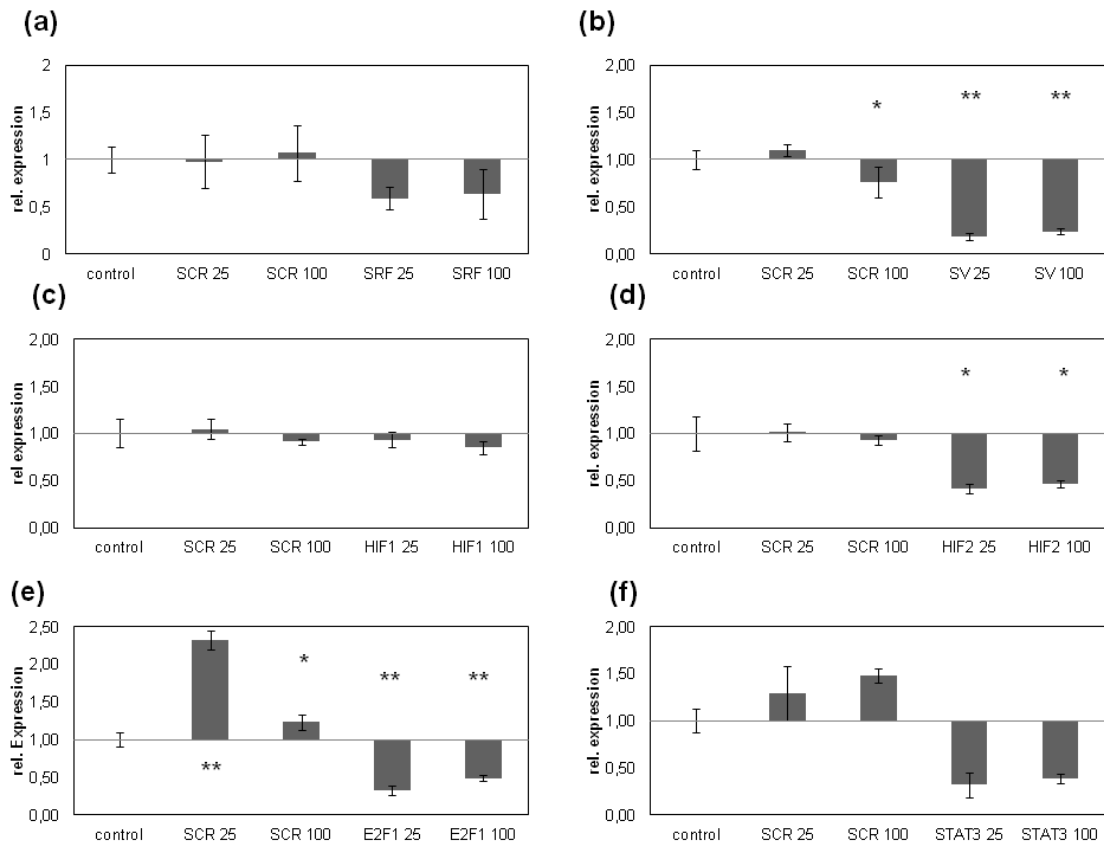 (a)
rel. expression
2
1,5
1
0,5
0
control SCR 25 SCR 100 SRF 25 SRF 100
(b)
rel. expression
2,00
1,50
1,00
0,50
0,00
* ** **
control SCR 25 SCR 100 SV 25 SV 100
(c)
rel expression
2,00
1,50
1,00
0,50
0,00
control SCR 25 SCR 100 HIF1 25 HIF1 100
(d)
rel. expression
2,00
1,50
1,00
0,50
0,00
* *
control SCR 25 SCR 100 HIF2 25 HIF2 100
(e)
rel. Expression
2,50
2,00
1,50
1,00
0,50
0,00
* ** **
**
control SCR 25 SCR 100 E2F1 25 E2F1 100
(f)
rel. expression
2,00
1,50
1,00
0,50
0,00
control SCR 25 SCR 100 STAT3 25 STAT3 100